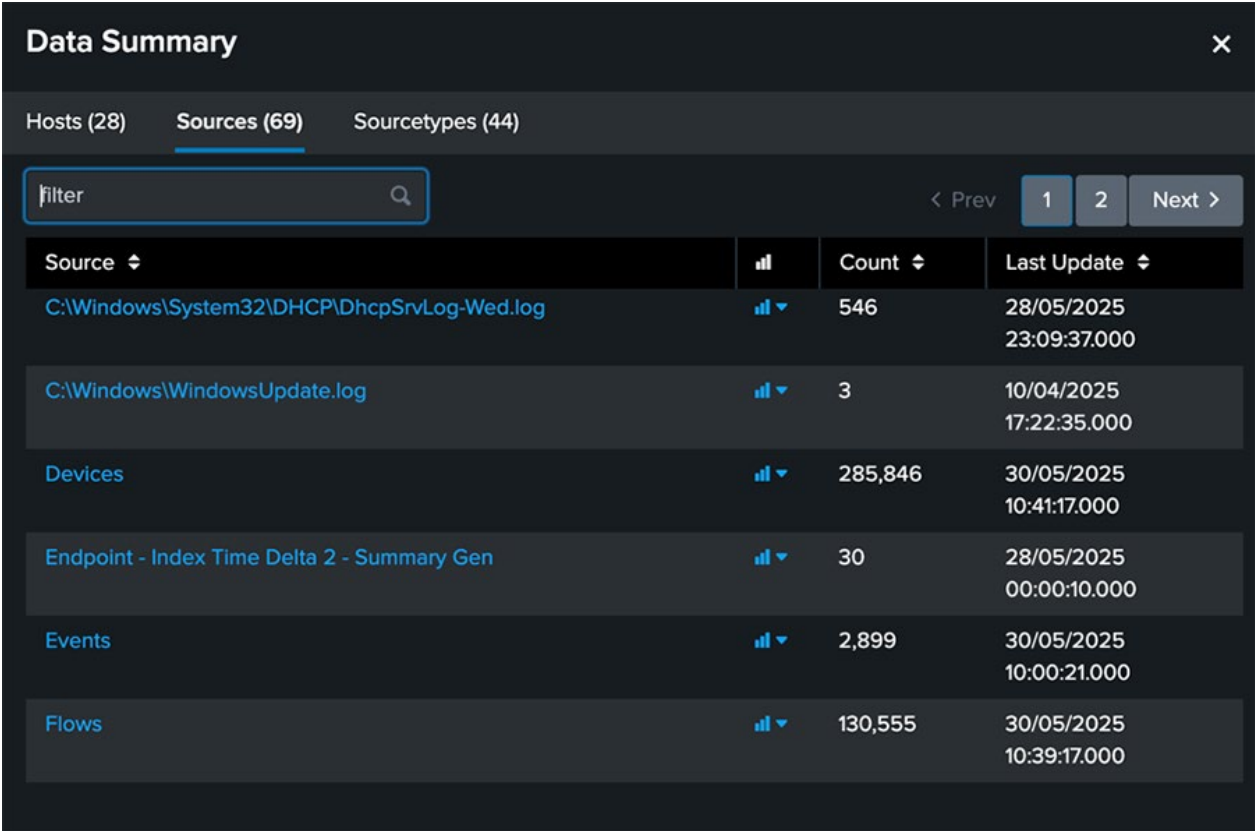 Data Summary
Hosts (28) Sources (69) Sourcetypes (44)
filter
Prev 1 2 Next
Source Count Last Update
C:\Windows\System32\DHCP\DhcpSrvLog-Wed.log 546 28/05/2025
23:09:37.000
C:\Windows\WindowsUpdate.log 3 10/04/2025
17:22:35.000
Devices 285,846 30/05/2025
10:41:17.000
Endpoint - Index Time Delta 2 - Summary Gen 30 28/05/2025
00:00:10.000
Events 2,899 30/05/2025
10:00:21.000
Flows 130,555 30/05/2025
10:39:17.000